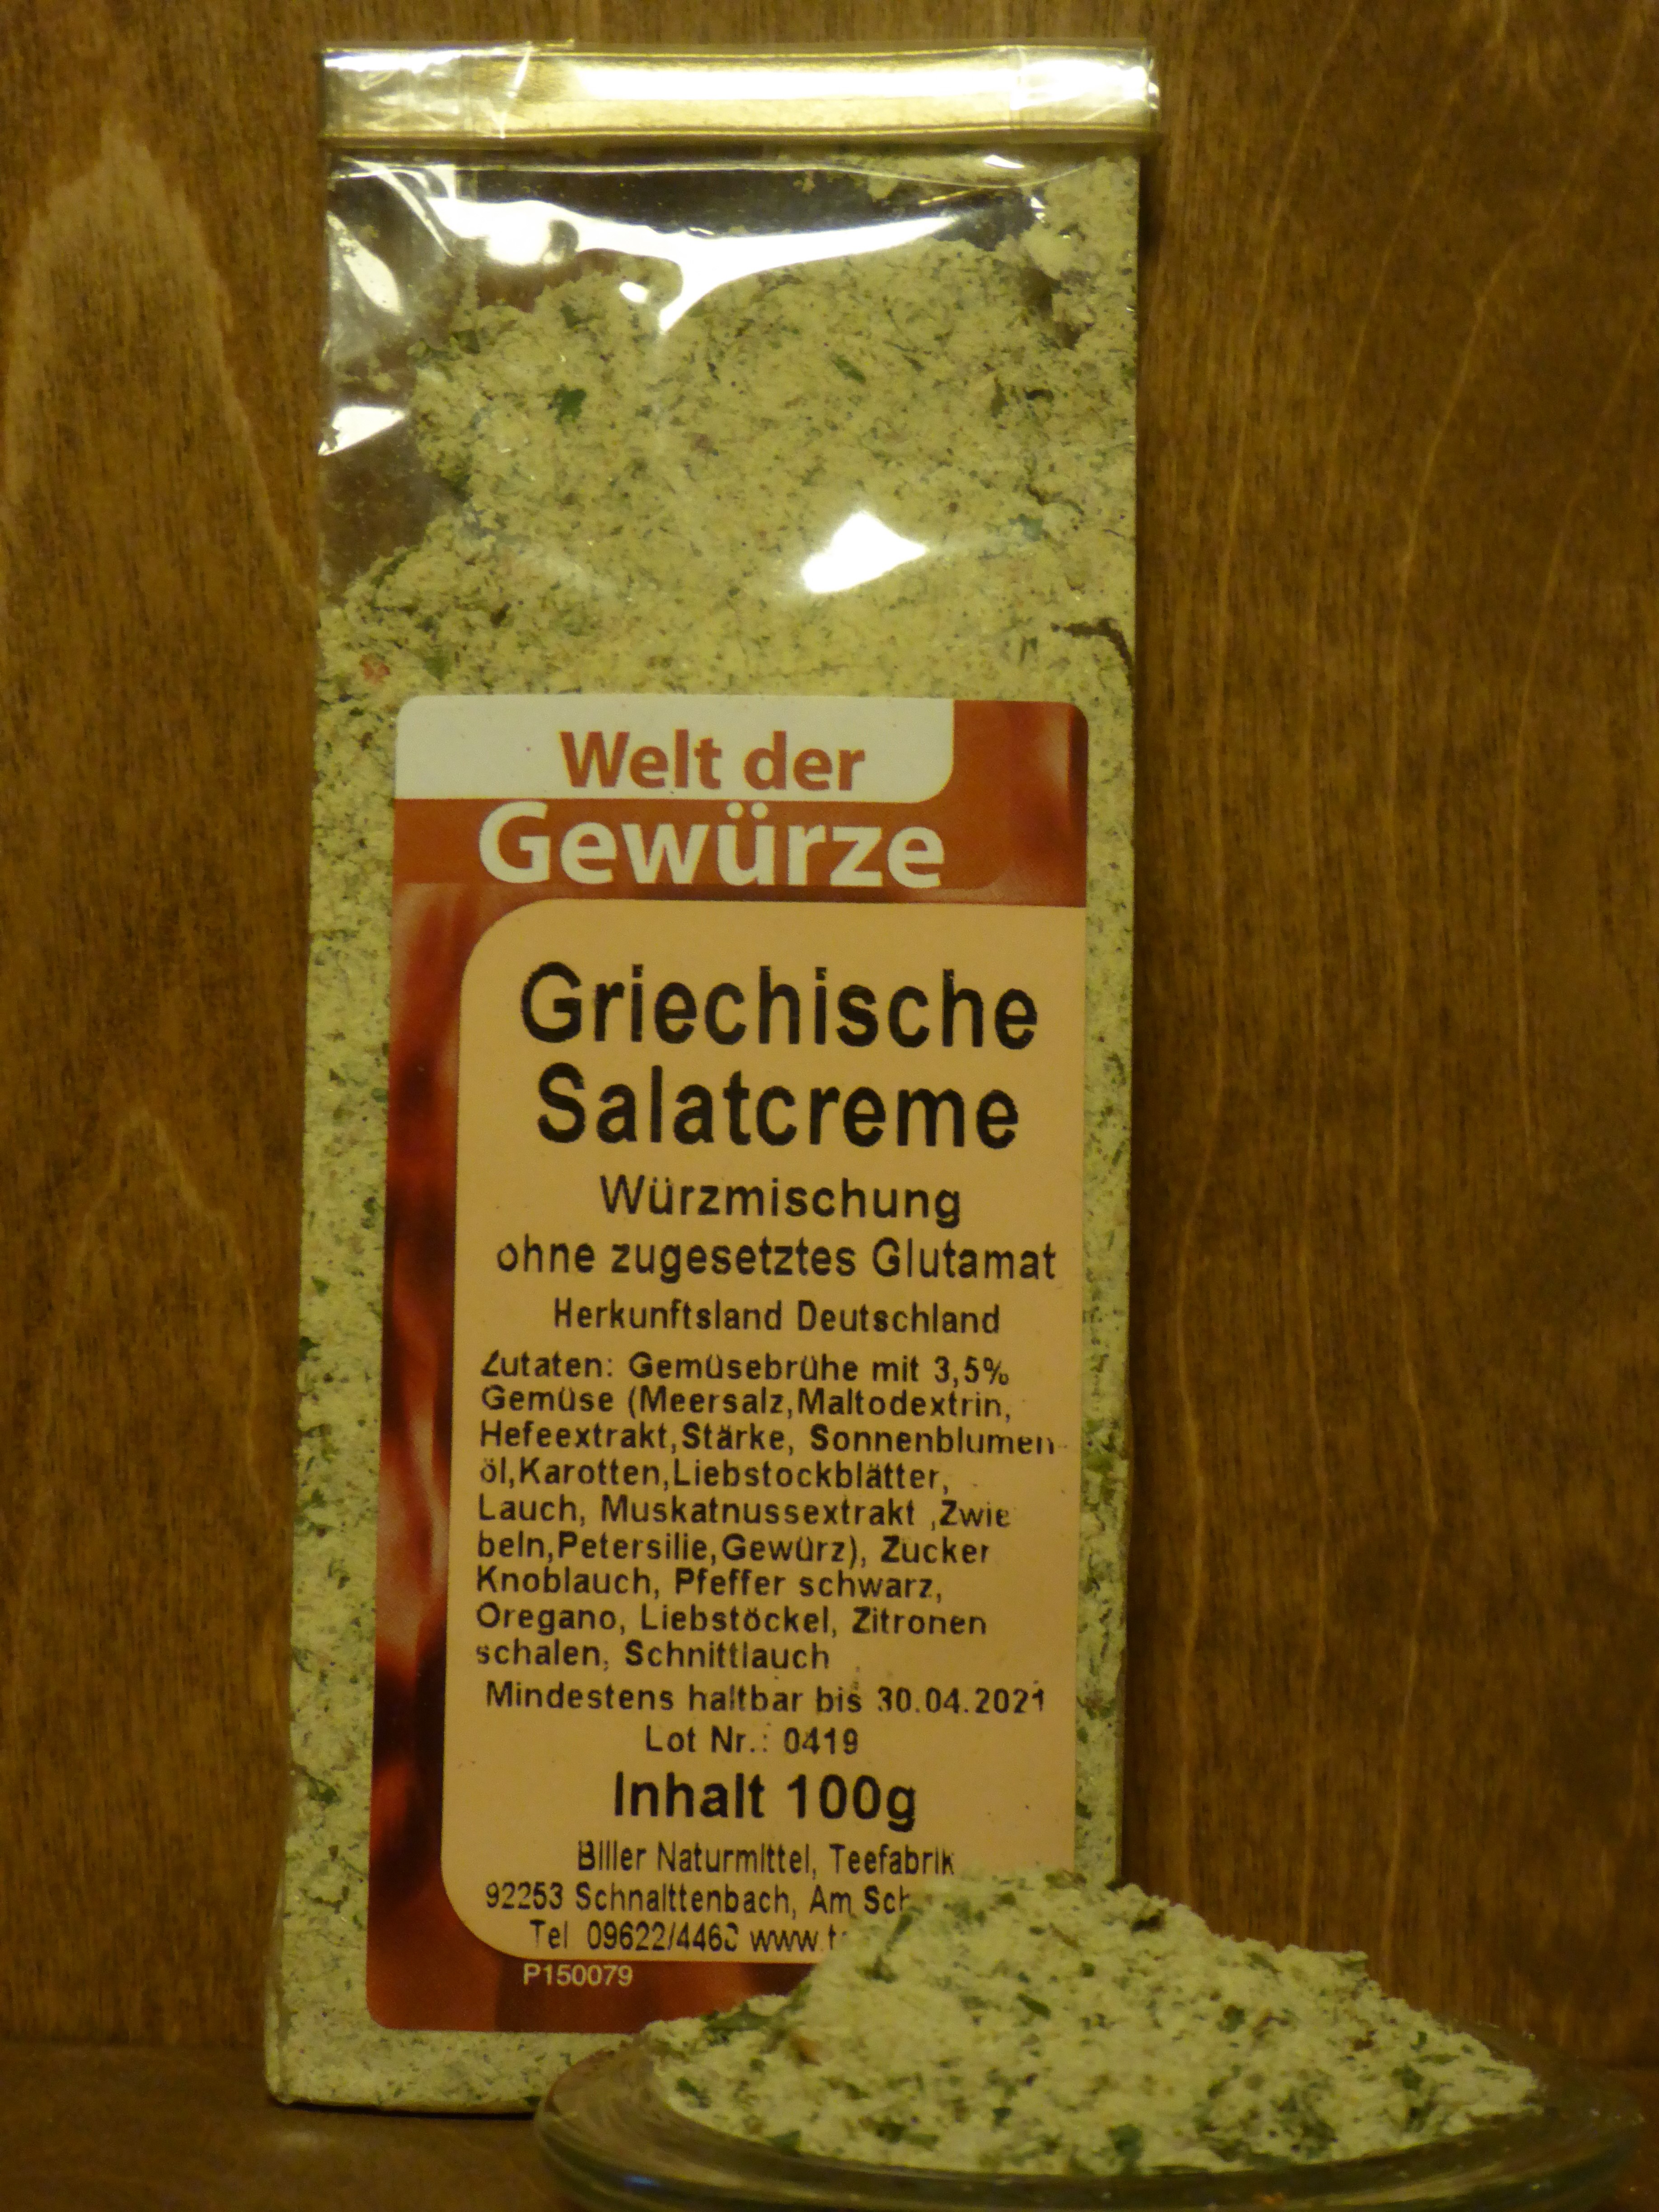 Welt der
Gewürze
Griechische
Salatcreme
Würzmischung
ohne zugesetztes Glutamat
Herkunftsland Deutschland
Zutaten: Gemüsebrühe mit 3,5%
Gemüse (Meersalz,Maltodextrin,
Hefeextrakt,Stärke, Sonnenblumen-
öl,Karotten,Liebstockblätter,
Lauch, Muskatnussextrakt ,Zwie
beln,Petersilie,Gewürz), Zucker
Knoblauch, Pfeffer schwarz,
Oregano, Liebstöckel, Zitronen
schalen, Schnittlauch
Mindestens haltbar bis 30.04.2021
Lot Nr.: 0419
Inhalt 100g
Biller Naturmittel, Teefabrik
92253 Schnaittenbach, Am
Tel 09622/
P150079